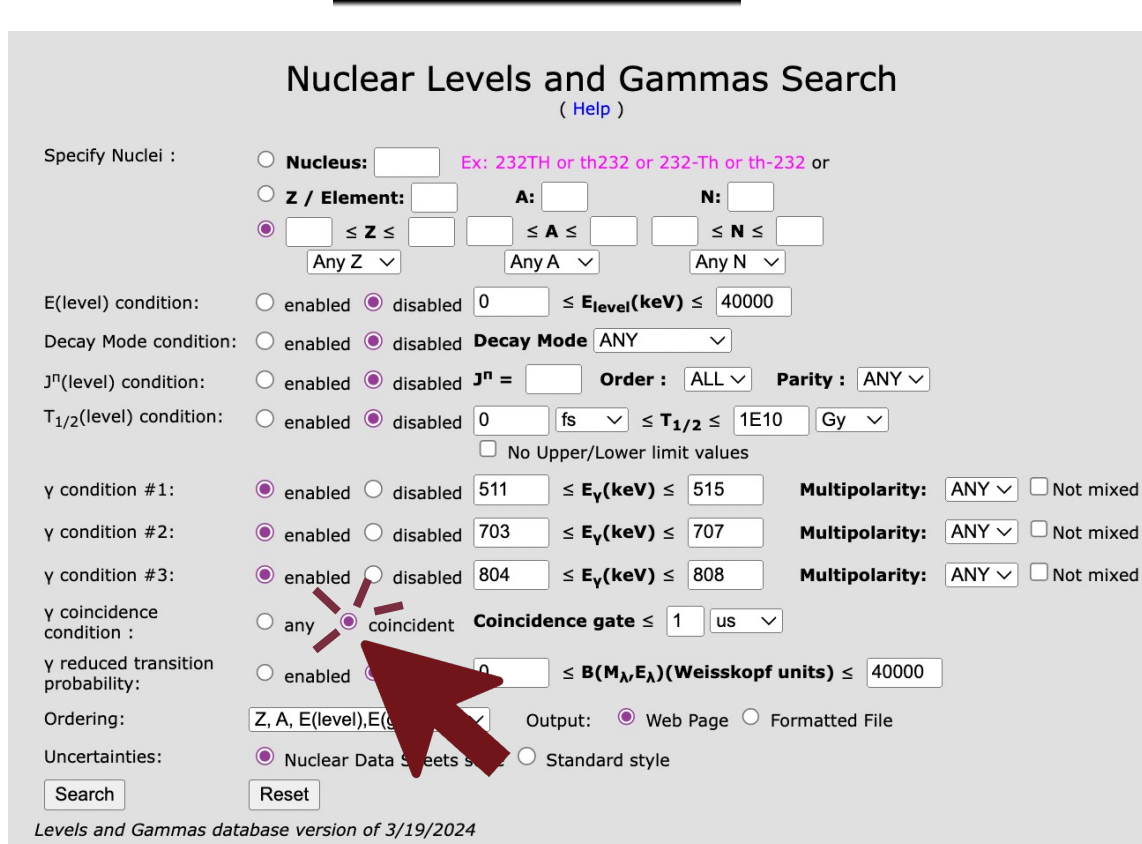 Nuclear Levels and Gammas Search
( Help )
Specify Nuclei : Nucleus: Ex: 232TH or th232 or 232-Th or th-232 or
Z / Element: A: N:
≤ Z ≤ ≤ A ≤ ≤ N ≤
Any Z Any A Any N
E(level) condition: enabled disabled 0 ≤ Elevel(keV) ≤ 40000
Decay Mode condition: enabled disabled Decay Mode ANY
Jπ(level) condition: enabled disabled Jπ = Order : ALL Parity : ANY
T1/2(level) condition: enabled disabled 0 fs ≤ T1/2 ≤ 1E10 Gy
No Upper/Lower limit values
γ condition #1: enabled disabled 511 ≤ Eγ(keV) ≤ 515 Multipolarity: ANY Not mixed
γ condition #2: enabled disabled 703 ≤ Eγ(keV) ≤ 707 Multipolarity: ANY Not mixed
γ condition #3: enabled disabled 804 ≤ Eγ(keV) ≤ 808 Multipolarity: ANY Not mixed
γ coincidence condition : any coincident Coincidence gate ≤ 1 us
γ reduced transition probability: enabled 0 ≤ B(Mλ,Eλ)(Weisskopf units) ≤ 40000
Ordering: Z, A, E(level),E( Output: Web Page Formatted File
Uncertainties: Nuclear Data Sheets Standard style
Search Reset
Levels and Gammas database version of 3/19/2024